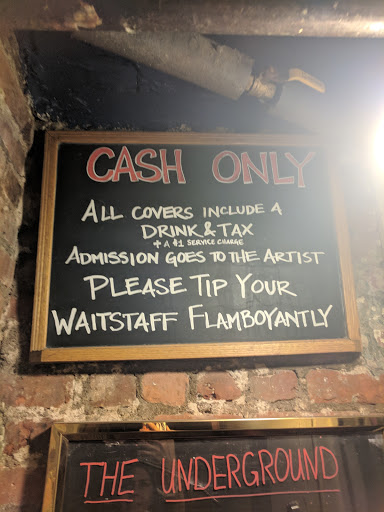 CASH ONLY
ALL COVERS INCLUDE A
DRINK & TAX
+ A $1 SERVICE CHARGE
ADMISSION GOES TO THE ARTIST
PLEASE TIP YOUR
WAITSTAFF FLAMBOYANTLY
THE UNDERGROUND